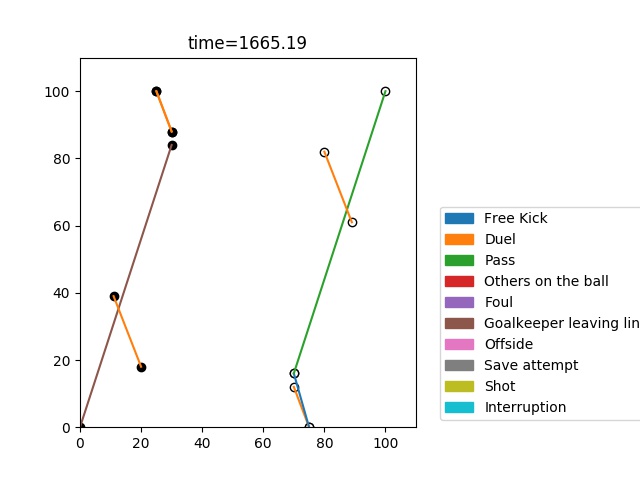 time=1665.19
100
80
60
40
20
0
0 20 40 60 80 100
Free Kick
Duel
Pass
Others on the ball
Foul
Goalkeeper leaving lin
Offside
Save attempt
Shot
Interruption